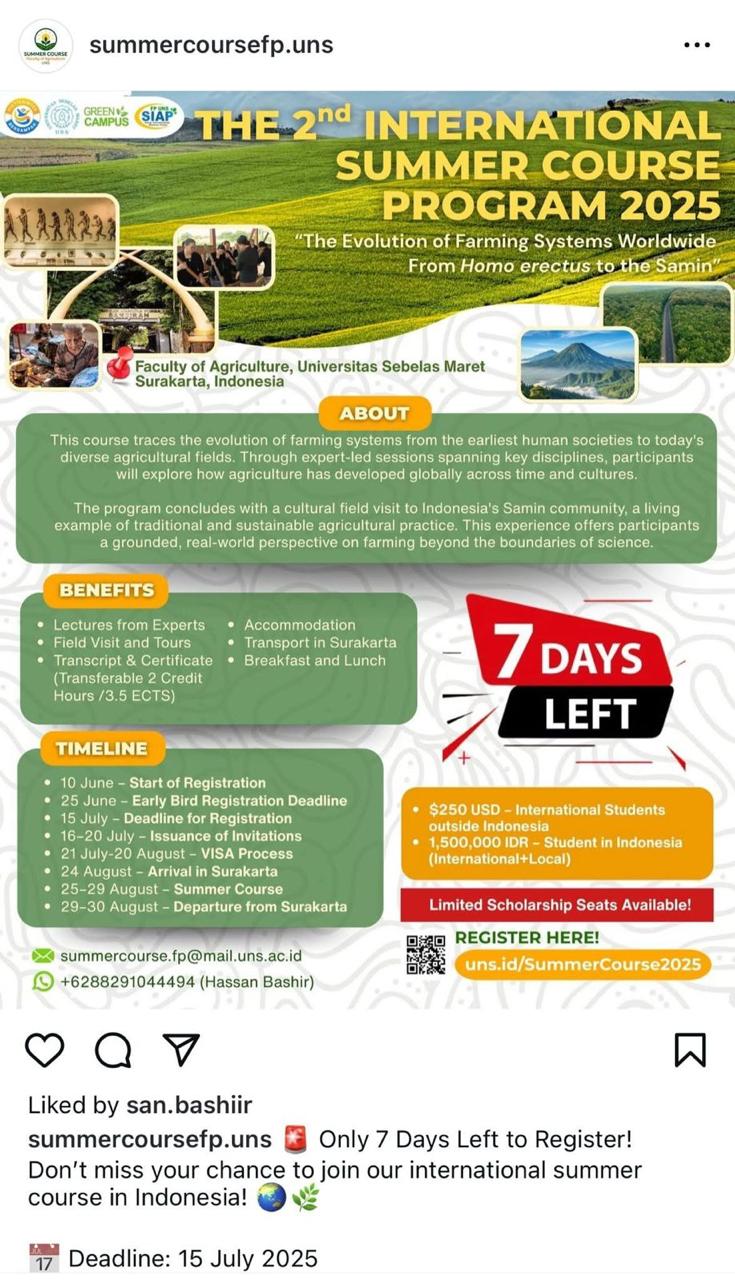 summercoursefp.uns
SUMMER COURSE
GREEN
CAMPUS
FP UNS
SIAP
THE 2nd INTERNATIONAL
SUMMER COURSE
PROGRAM 2025
“The Evolution of Farming Systems Worldwide
From Homo erectus to the Samin”
Faculty of Agriculture, Universitas Sebelas Maret
Surakarta, Indonesia
ABOUT
This course traces the evolution of farming systems from the earliest human societies to today's
diverse agricultural fields. Through expert-led sessions spanning key disciplines, participants
will explore how agriculture has developed globally across time and cultures.
The program concludes with a cultural field visit to Indonesia's Samin community, a living
example of traditional and sustainable agricultural practice. This experience offers participants
a grounded, real-world perspective on farming beyond the boundaries of science.
BENEFITS
• Lectures from Experts
• Field Visit and Tours
• Transcript & Certificate
(Transferable 2 Credit
Hours /3.5 ECTS)
• Accommodation
• Transport in Surakarta
• Breakfast and Lunch
7 DAYS
LEFT
TIMELINE
• 10 June – Start of Registration
• 25 June – Early Bird Registration Deadline
• 15 July – Deadline for Registration
• 16-20 July – Issuance of Invitations
• 21 July-20 August – VISA Process
• 24 August – Arrival in Surakarta
• 25–29 August – Summer Course
• 29–30 August – Departure from Surakarta
• $250 USD – International Students
outside Indonesia
• 1,500,000 IDR – Student in Indonesia
(International+Local)
Limited Scholarship Seats Available!
REGISTER HERE!
uns.id/SummerCourse2025
summercourse.fp@mail.uns.ac.id
+6288291044494 (Hassan Bashir)
Liked by san.bashiir
summercoursefp.uns 🚨 Only 7 Days Left to Register!
Don’t miss your chance to join our international summer
course in Indonesia! 🌏🌿
📅 Deadline: 15 July 2025